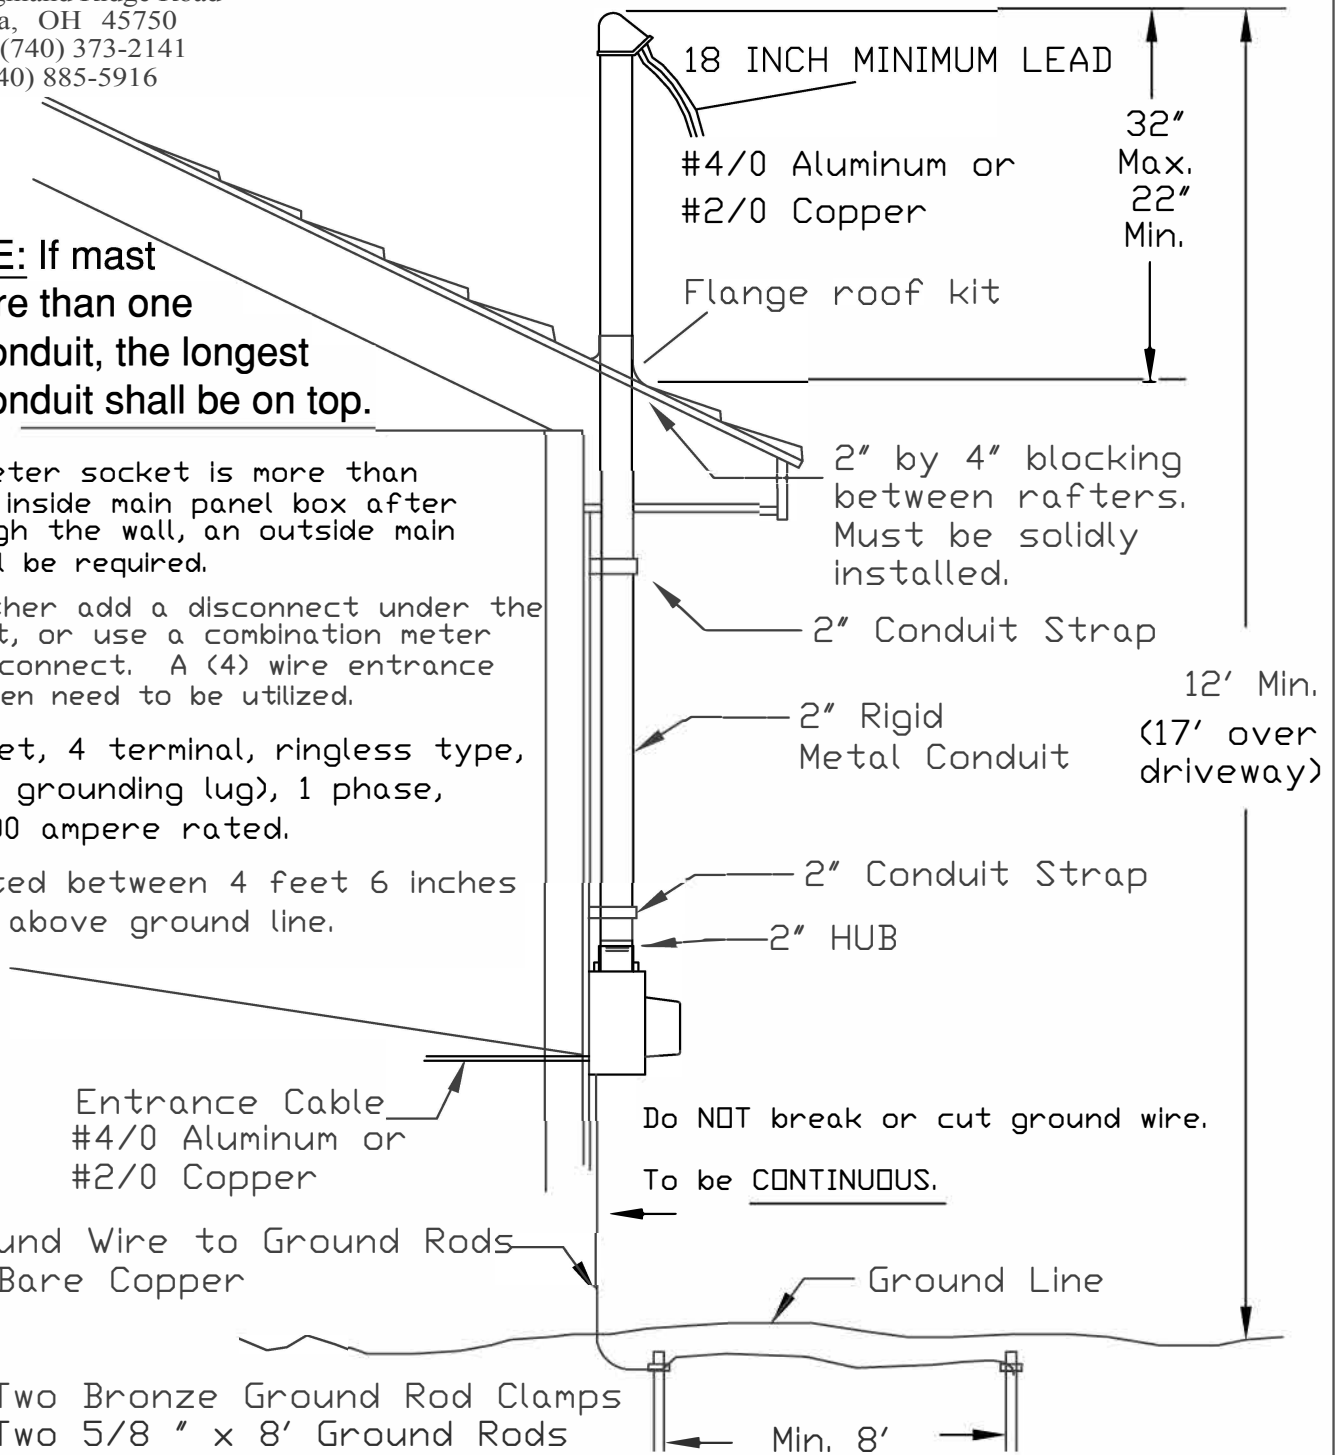 a, OH 45750
(740) 373-2141
40) 885-5916
18 INCH MINIMUM LEAD
#4/0 Aluminum or
#2/0 Copper
32"
Max.
22"
Min.
E: If mast
re than one
onduit, the longest
onduit shall be on top.
Flange roof kit
eter socket is more than
inside main panel box after
gh the wall, an outside main
l be required.
ther add a disconnect under the
t, or use a combination meter
connect. A (4) wire entrance
en need to be utilized.
et, 4 terminal, ringless type,
grounding lug), 1 phase,
00 ampere rated.
ted between 4 feet 6 inches
above ground line.
2" by 4" blocking
between rafters.
Must be solidly
installed.
2" Conduit Strap
12' Min.
(17' over
driveway)
2" Rigid
Metal Conduit
2" Conduit Strap
2" HUB
Entrance Cable
#4/0 Aluminum or
#2/0 Copper
Do NOT break or cut ground wire.
To be CONTINUOUS.
und Wire to Ground Rods
Bare Copper
Ground Line
Two Bronze Ground Rod Clamps
Two 5/8 " x 8' Ground Rods
Min. 8'